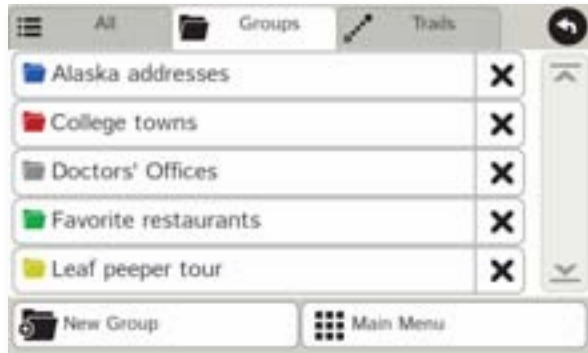 All
Groups
Trails
Alaska addresses
College towns
Doctors' Offices
Favorite restaurants
Leaf peeper tour
New Group
Main Menu